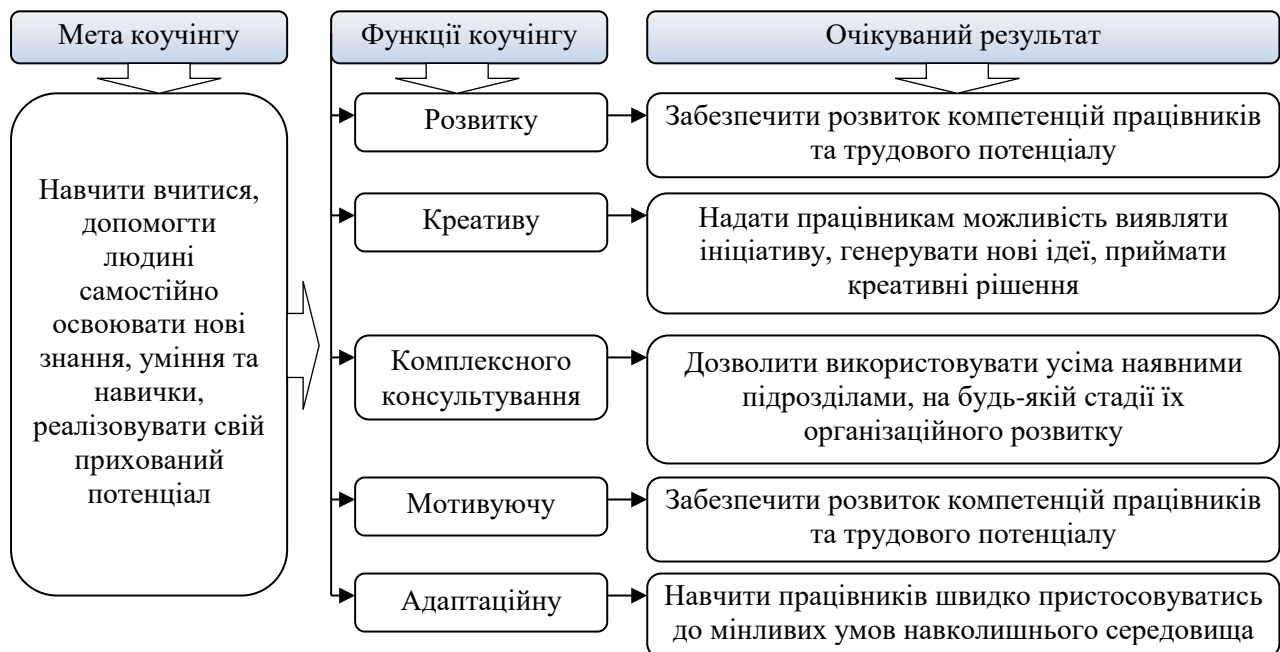 Мета коучингу
Функції коучингу
Очікуваний результат
Навчити вчитися,
допомогти
людині
самостійно
освоювати нові
знання, уміння та
навички,
реалізовувати свій
прихований
потенціал
Розвитку
Забезпечити розвиток компетенцій працівників
та трудового потенціалу
Креативу
Надати працівникам можливість виявляти
ініціативу, генерувати нові ідеї, приймати
креативні рішення
Комплексного
консультування
Дозволити використовувати усіма наявними
підрозділами, на будь-якій стадії їх
організаційного розвитку
Мотивуючу
Забезпечити розвиток компетенцій працівників
та трудового потенціалу
Адаптаційну
Навчити працівників швидко пристосовуватись
до мінливих умов навколишнього середовища